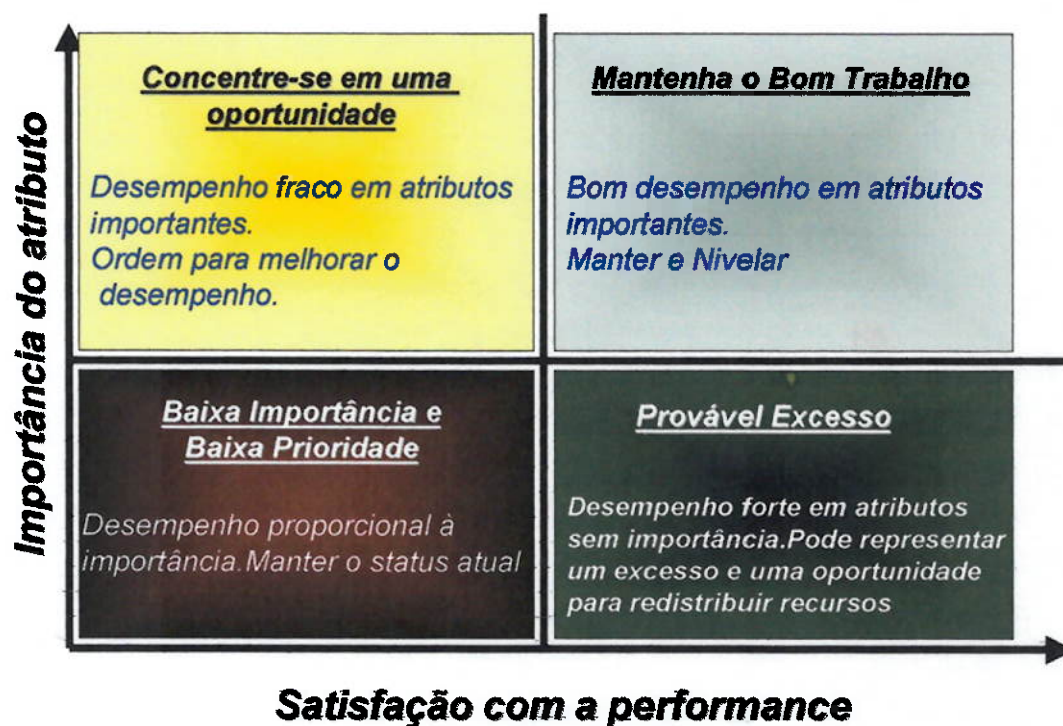 Importância do atributo
Concentre-se em uma
oportunidade
Desempenho fraco em atributos
importantes.
Ordem para melhorar o
desempenho.
Mantenha o Bom Trabalho
Bom desempenho em atributos
importantes.
Manter e Nivelar
Baixa Importância e
Baixa Prioridade
Desempenho proporcional à
importância.Manter o status atual
Provável Excesso
Desempenho forte em atributos
sem importância.Pode representar
um excesso e uma oportunidade
para redistribuir recursos
Satisfação com a performance